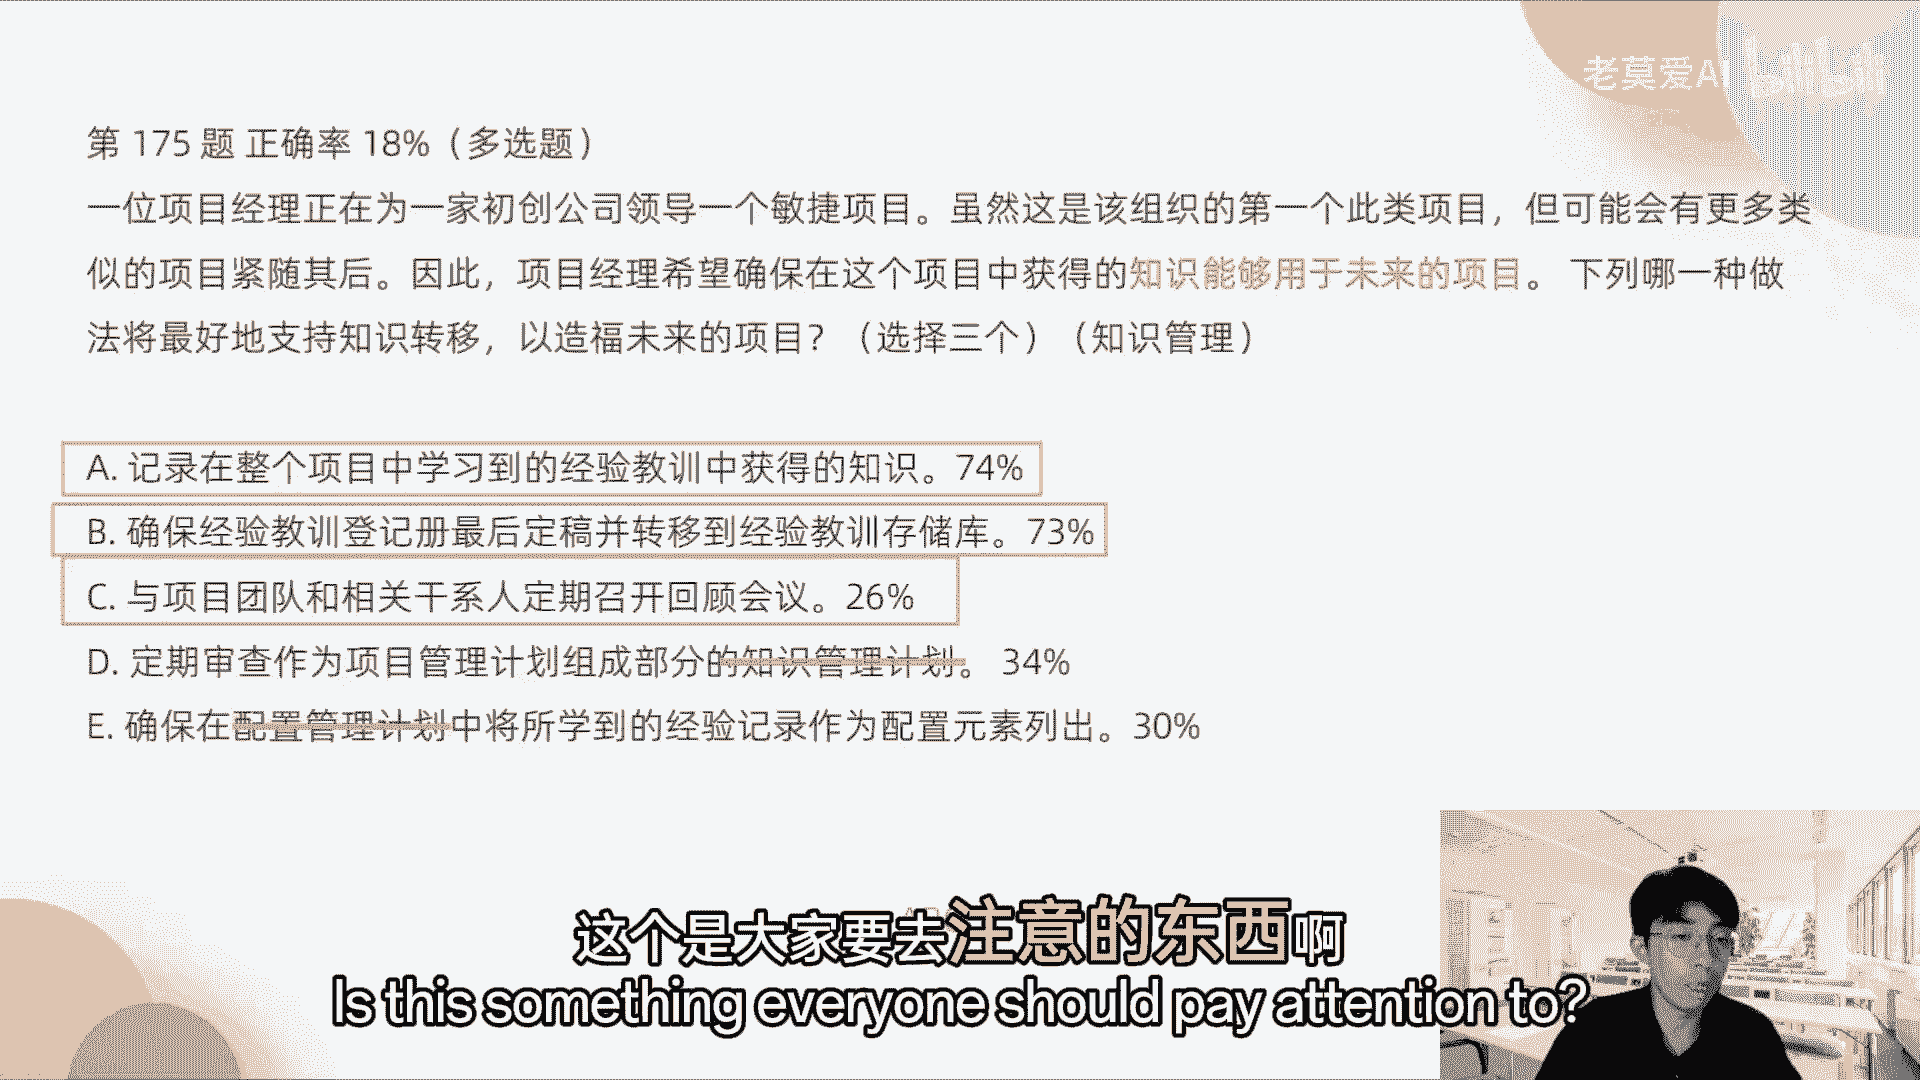 老莫爱AI bilibili
第 175 题 正确率 18%（多选题）
一位项目经理正在为一家初创公司领导一个敏捷项目。虽然这是该组织的第一个此类项目，但可能会有更多类
似的项目紧随其后。因此，项目经理希望确保在这个项目中获得的知识能够用于未来的项目。 下列哪一种做
法将最好地支持知识转移，以造福未来的项目？（选择三个）（知识管理）
A. 记录在整个项目中学习到的经验教训中获得的知识。74%
B. 确保经验教训登记册最后定稿并转移到经验教训存储库。73%
C. 与项目团队和相关干系人定期召开回顾会议。26%
D. 定期审查作为项目管理计划组成部分的知识管理计划。 34%
E. 确保在配置管理计划中将所学到的经验记录作为配置元素列出。30%
这个是大家要去注意的东西啊
Is this something everyone should pay attention to?